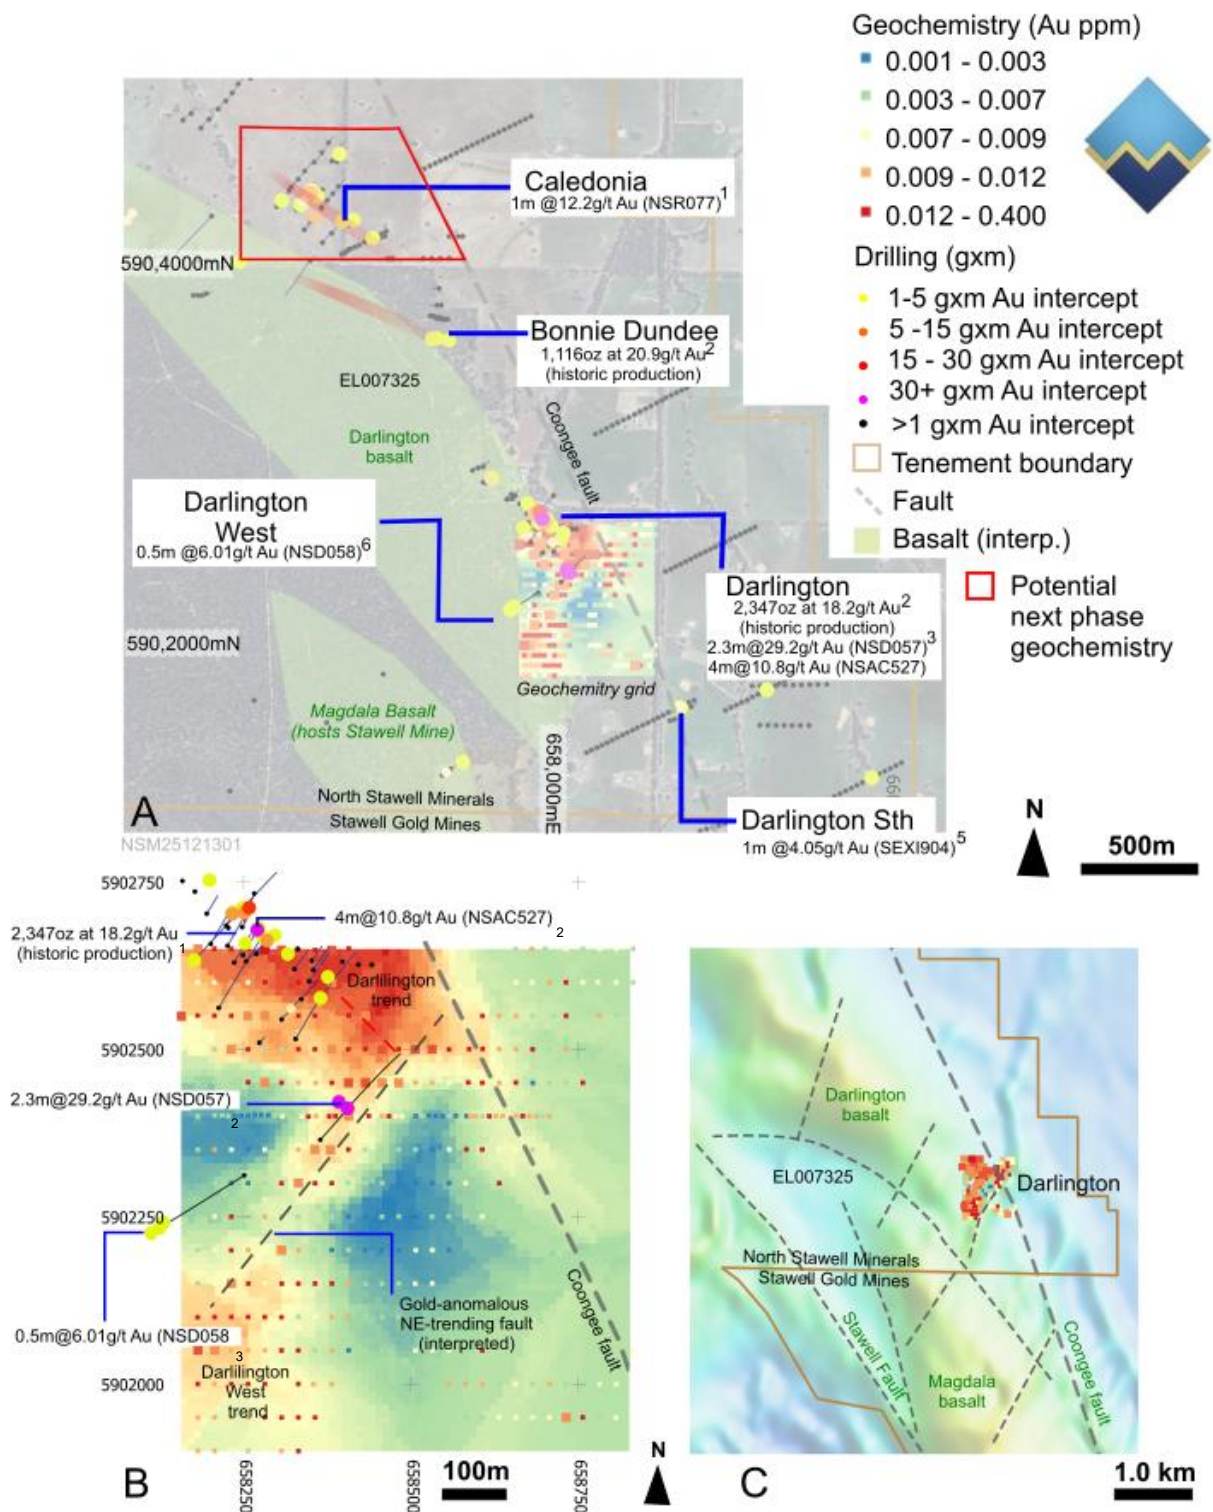 Geochemistry (Au ppm)
0.001 - 0.003
0.003 - 0.007
0.007 - 0.009
0.009 - 0.012
0.012 - 0.400
Drilling (gxm)
1-5 gxm Au intercept
5 -15 gxm Au intercept
15 - 30 gxm Au intercept
30+ gxm Au intercept
>1 gxm Au intercept
Tenement boundary
Fault
Basalt (interp.)
Potential
next phase
geochemistry
Caledonia
1m @12.2g/t Au (NSR077)1
590,4000mN
Bonnie Dundee
1,116oz at 20.9g/t Au2
(historic production)
EL007325
Coongee fault
Darlington
basalt
Darlington
West
0.5m @6.01g/t Au (NSD058)6
Darlington
2,347oz at 18.2g/t Au2
(historic production)
2.3m@29.2g/t Au (NSD057)3
4m@10.8g/t Au (NSAC527)
590,2000mN
Geochemitry grid
Magdala Basalt
(hosts Stawell Mine)
658,000mE
66
North Stawell Minerals
Stawell Gold Mines
A
Darlington Sth
1m @4.05g/t Au (SEXI904)5
N
500m
NSM25121301
5902750
4m@10.8g/t Au (NSAC527)
2
2,347oz at 18.2g/t Au
(historic production)
1
Darlilington
trend
5902500
2.3m@29.2g/t Au (NSD057)
2
5902250
Gold-anomalous
NE-trending fault
(interpreted)
Coongee fault
0.5m@6.01g/t Au (NSD058
3
Darlilington
West
trend
5902000
B
658250
658500
658750
100m
N
Darlington
basalt
EL007325
Darlington
North Stawell Minerals
Stawell Gold Mines
Stawell Fault
Magdala
basalt
Coongee fault
C
1.0 km